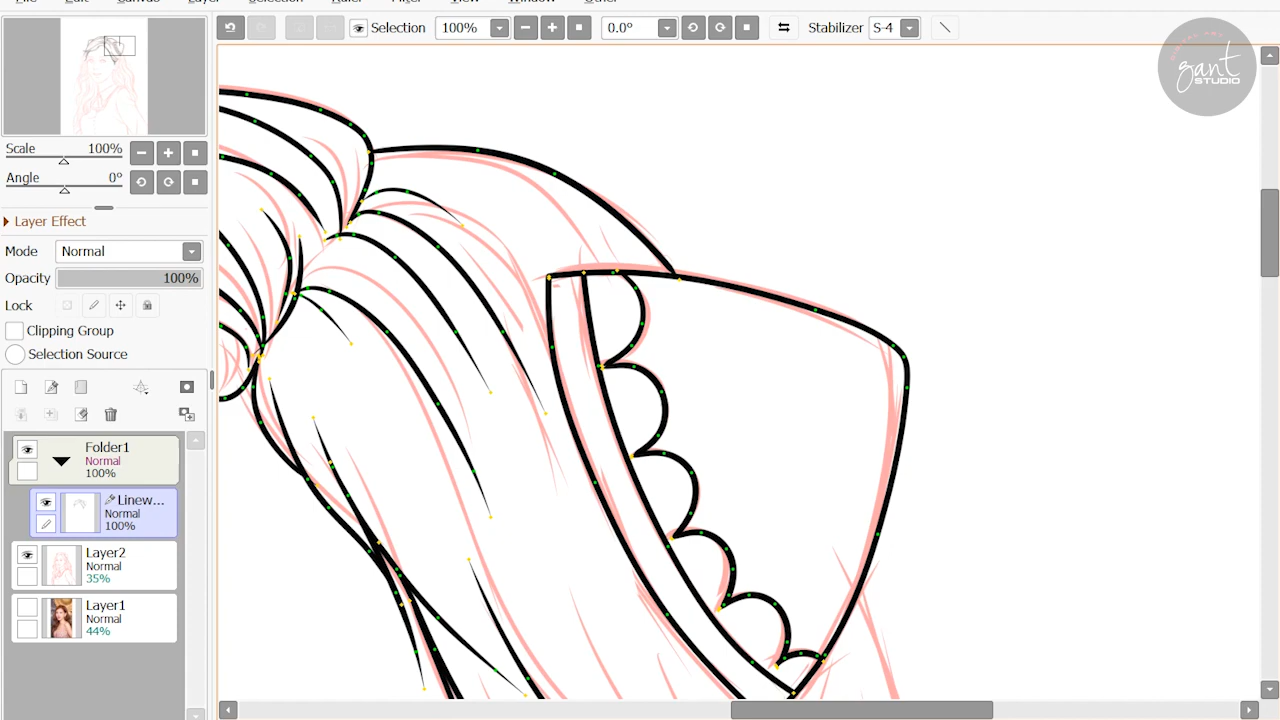 Selection 100% 0.0° Stabilizer S-4
gant
STUDIO
Scale 100%
Angle 0°
Layer Effect
Mode Normal
Opacity 100%
Lock
Clipping Group
Selection Source
Folder1
Normal
100%
Linew...
Normal
100%
Layer2
Normal
35%
Layer1
Normal
44%